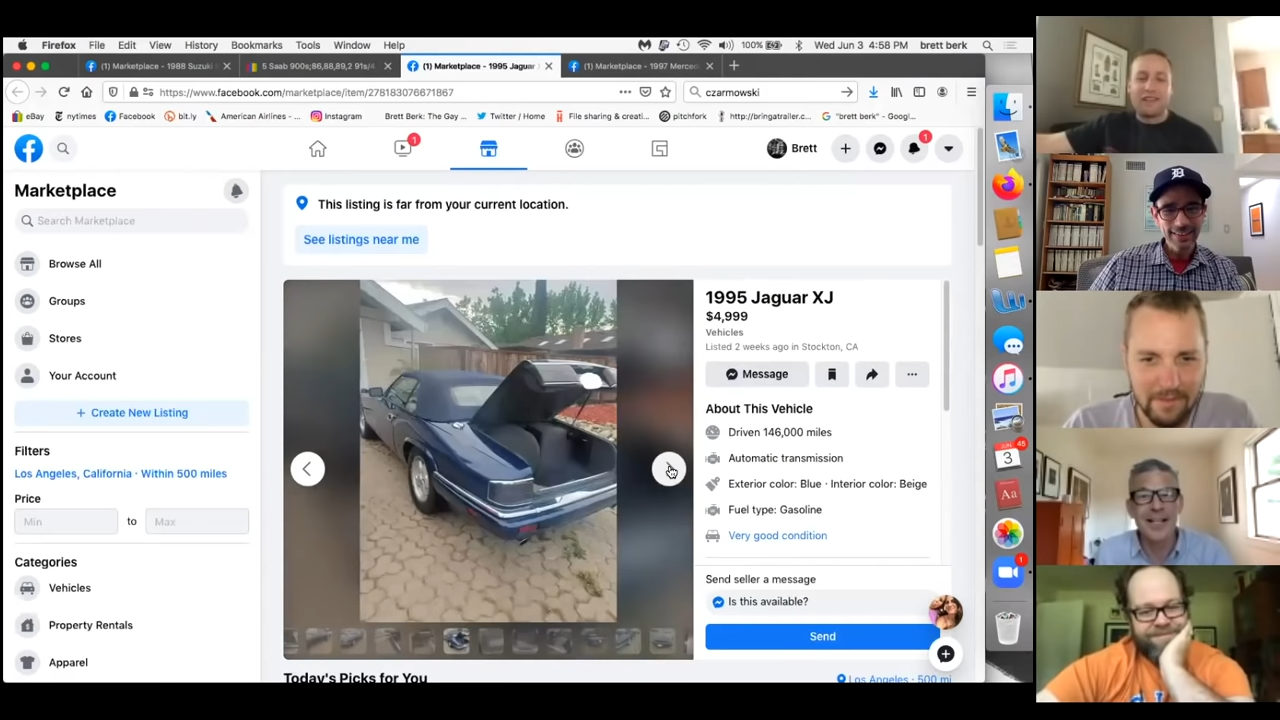 Firefox File Edit View History Bookmarks Tools Window Help
100% Wed Jun 3 4:58 PM brett berk
(1) Marketplace - 1988 Suzuki
5 Saab 900s;86,88,89,2 91s/4
(1) Marketplace - 1995 Jaguar
(1) Marketplace - 1997 Merced
https://www.facebook.com/marketplace/item/278183076671867
czarmowski
eBay nytimes Facebook bit.ly American Airlines - ... Instagram Brett Berk: The Gay ... Twitter / Home File sharing & creati... pitchfork http://bringatrailer.c... "brett berk" - Googl...
1
Brett
1
Marketplace
Search Marketplace
Browse All
Groups
Stores
Your Account
+ Create New Listing
Filters
Los Angeles, California · Within 500 miles
Price
Min to Max
Categories
Vehicles
Property Rentals
Apparel
This listing is far from your current location.
See listings near me
1995 Jaguar XJ
$4,999
Vehicles
Listed 2 weeks ago in Stockton, CA
Message
About This Vehicle
Driven 146,000 miles
Automatic transmission
Exterior color: Blue · Interior color: Beige
Fuel type: Gasoline
Very good condition
Send seller a message
Is this available?
Send
Today's Picks for You
Los Angeles · 500 mi
3
Aa
1
D